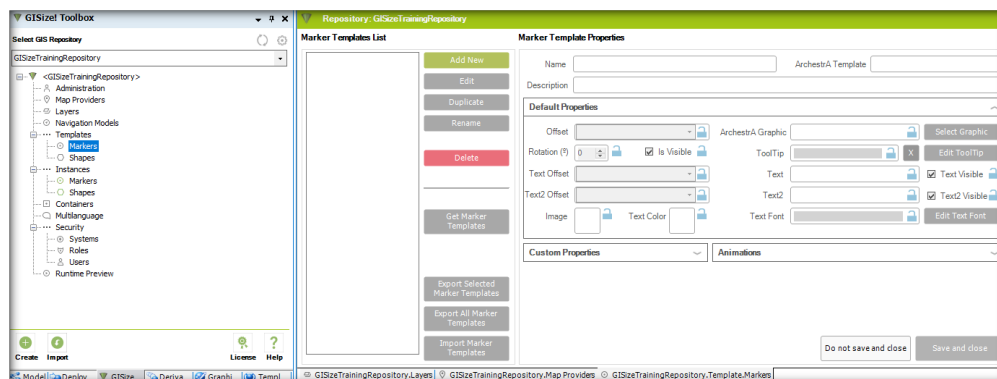 GISize! Toolbox
Select GIS Repository
GISizeTrainingRepository
<GISizeTrainingRepository>
Administration
Map Providers
Layers
Navigation Models
Templates
Markers
Shapes
Instances
Markers
Shapes
Containers
Multilanguage
Security
Systems
Roles
Users
Runtime Preview
Create Import License Help
Model Deploy GISize Deriva Graphi Templ
Repository: GISizeTrainingRepository
Marker Templates List
Add New
Edit
Duplicate
Rename
Delete
Get Marker
Templates
Export Selected
Marker Templates
Export All Marker
Templates
Import Marker
Templates
Marker Template Properties
Name ArchestrA Template
Description
Default Properties
Offset ArchestrA Graphic Select Graphic
Rotation (º) 0 Is Visible ToolTip X Edit ToolTip
Text Offset Text Text Visible
Text2 Offset Text2 Text2 Visible
Image Text Color Text Font Edit Text Font
Custom Properties Animations
Do not save and close Save and close
GISizeTrainingRepository.Layers GISizeTrainingRepository.Map Providers GISizeTrainingRepository.Template.Markers